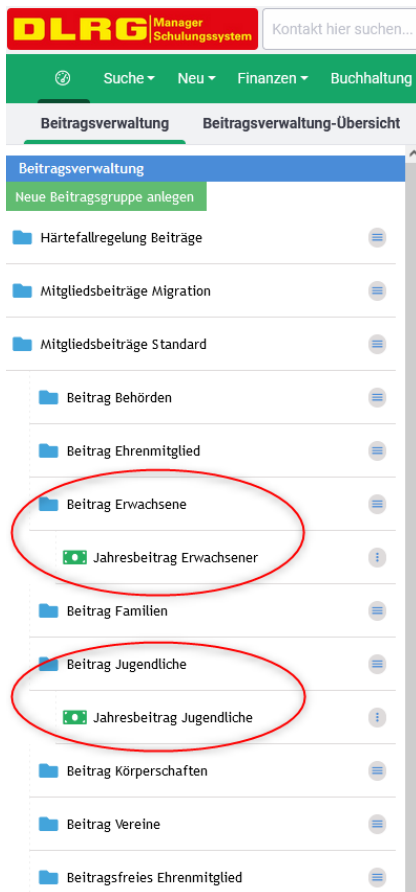 DLRG Manager
Schulungssystem
Kontakt hier suchen...
Suche Neu Finanzen Buchhaltung
Beitragsverwaltung Beitragsverwaltung-Übersicht
Beitragsverwaltung
Neue Beitragsgruppe anlegen
Härtefallregelung Beiträge
Mitgliedsbeiträge Migration
Mitgliedsbeiträge Standard
Beitrag Behörden
Beitrag Ehrenmitglied
Beitrag Erwachsene
Jahresbeitrag Erwachsener
Beitrag Familien
Beitrag Jugendliche
Jahresbeitrag Jugendliche
Beitrag Körperschaften
Beitrag Vereine
Beitragsfreies Ehrenmitglied